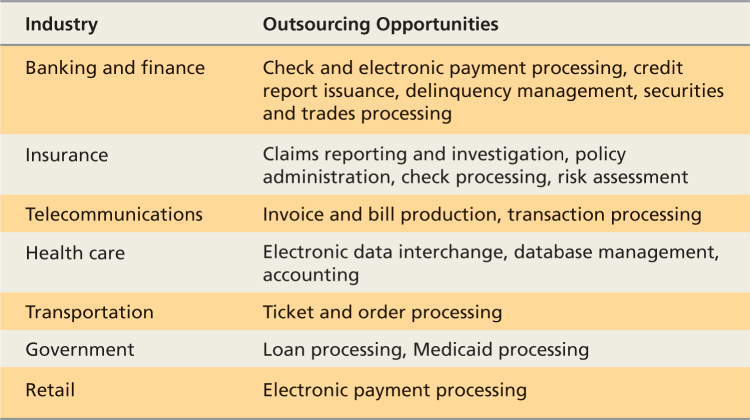 Industry Outsourcing Opportunities
Banking and finance Check and electronic payment processing, credit
report issuance, delinquency management, securities
and trades processing
Insurance Claims reporting and investigation, policy
administration, check processing, risk assessment
Telecommunications Invoice and bill production, transaction processing
Health care Electronic data interchange, database management,
accounting
Transportation Ticket and order processing
Government Loan processing, Medicaid processing
Retail Electronic payment processing